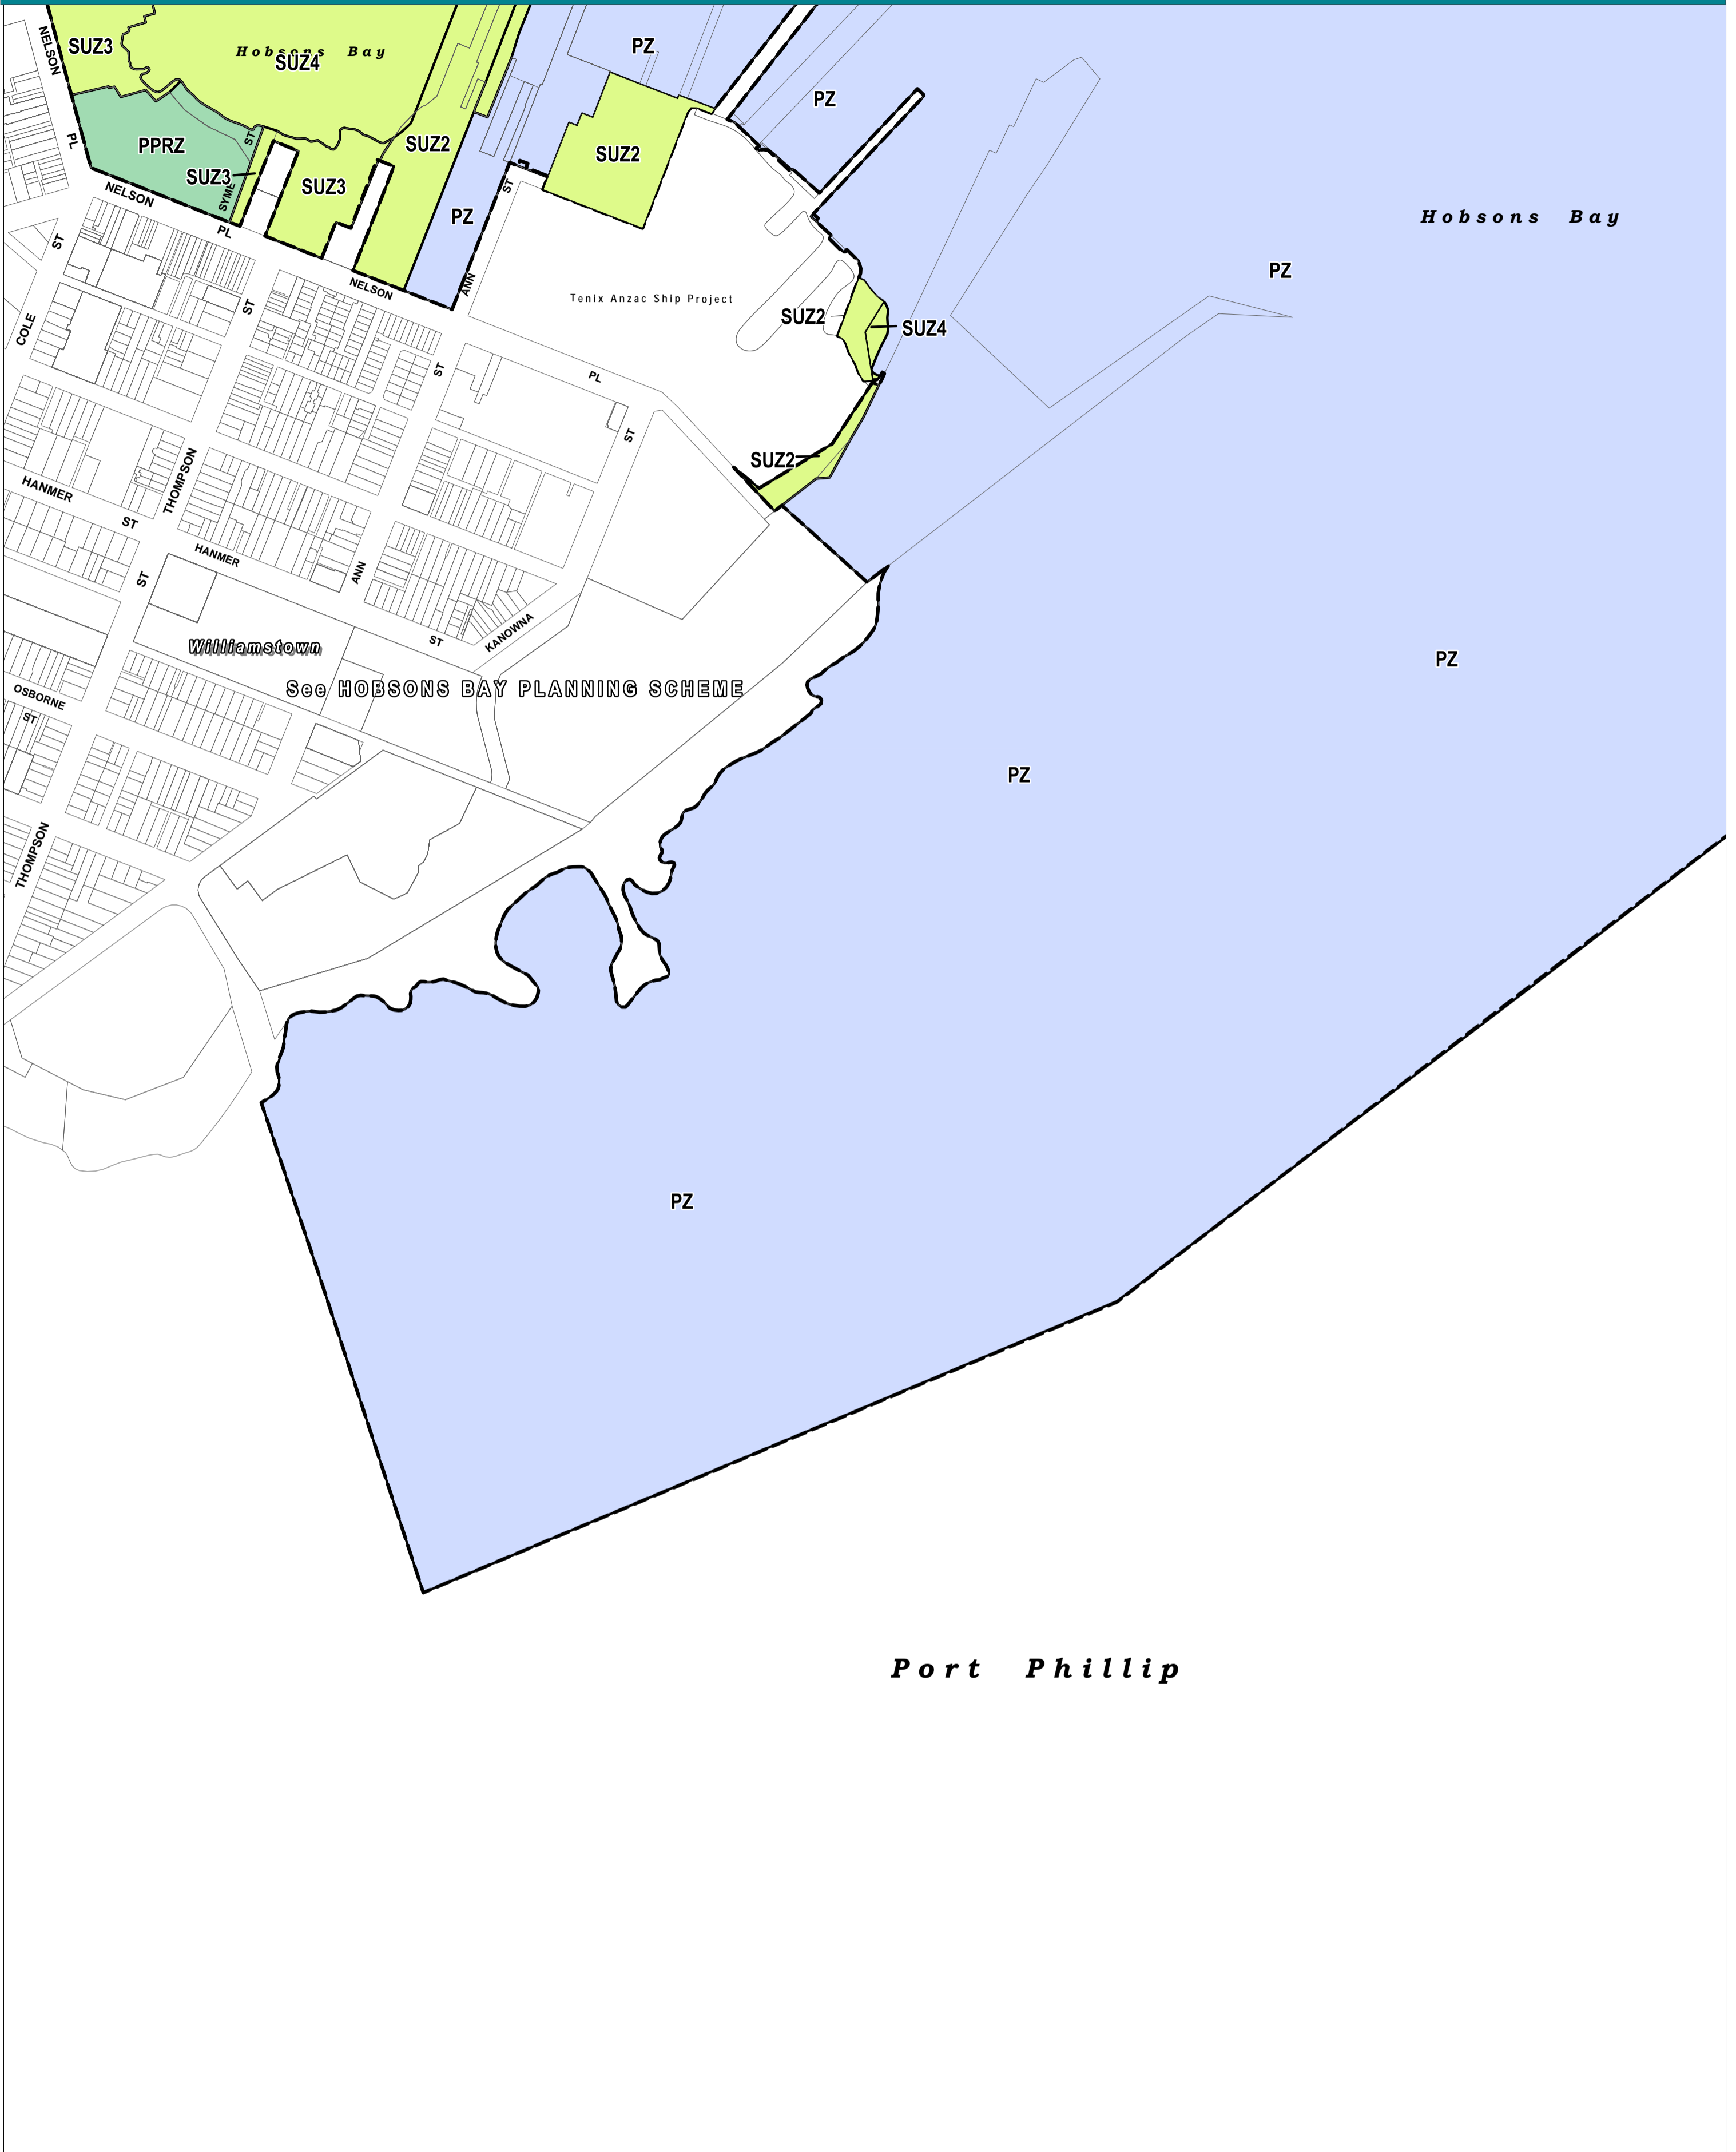 SUZ3
Hobsons Bay
SUZ4
PZ
NELSON
PL
PZ
PPRZ
ST
SUZ2
SUZ2
SUZ3
SUZ3
SYME
ST
NELSON
PL
PZ
Hobsons Bay
ST
PZ
ANN
NELSON
Tenix Anzac Ship Project
ST
SUZ2
SUZ4
COLE
ST
PL
ST
SUZ2
THOMPSON
HANMER
ST
HANMER
ST
ANN
ST
KANOWNA
Williamstown
PZ
See HOBSONS BAY PLANNING SCHEME
OSBORNE
ST
PZ
THOMPSON
PZ
Port Phillip